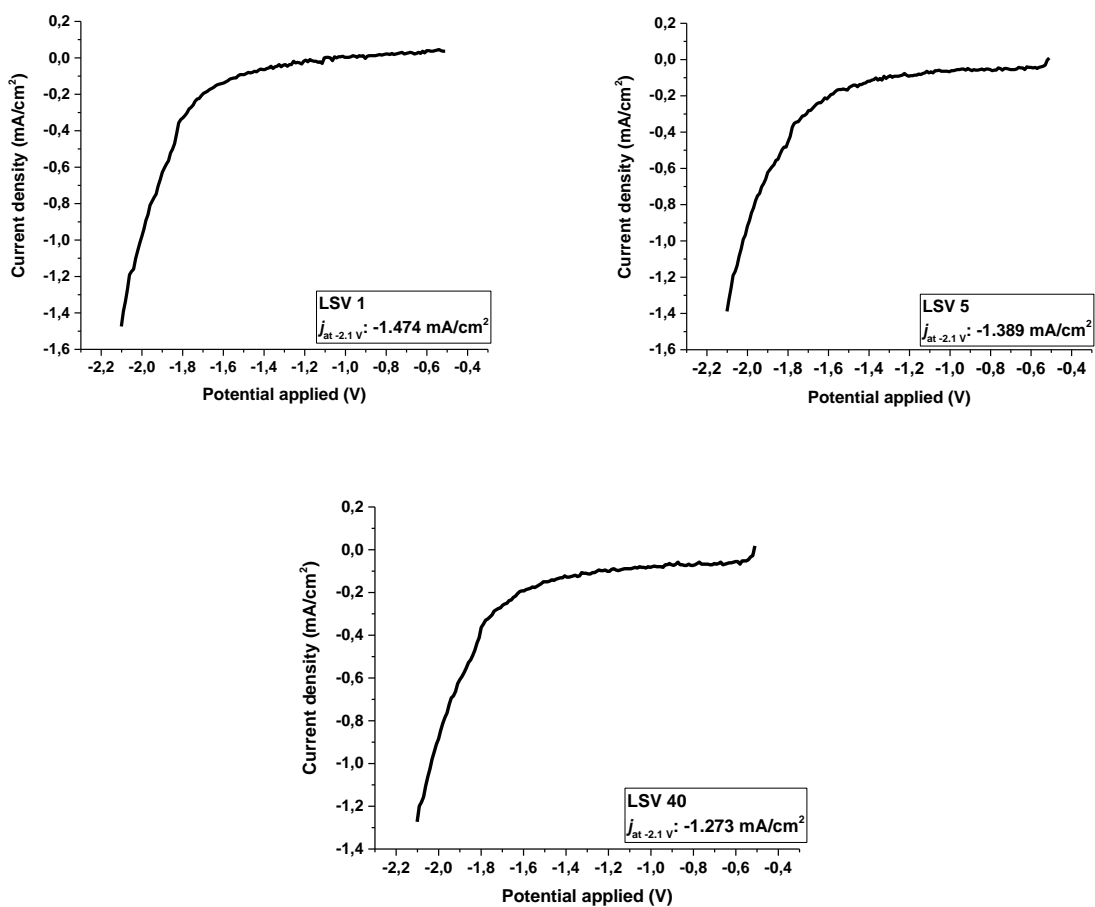 0,2
0,0
-0,2
-0,4
-0,6
-0,8
-1,0
-1,2
-1,4
-1,6
Current density (mA/cm²)
-2,2 -2,0 -1,8 -1,6 -1,4 -1,2 -1,0 -0,8 -0,6 -0,4
Potential applied (V)
LSV 1
j at -2.1 V: -1.474 mA/cm²
0,2
0,0
-0,2
-0,4
-0,6
-0,8
-1,0
-1,2
-1,4
-1,6
Current density (mA/cm²)
-2,2 -2,0 -1,8 -1,6 -1,4 -1,2 -1,0 -0,8 -0,6 -0,4
Potential applied (V)
LSV 5
j at -2.1 V: -1.389 mA/cm²
0,2
0,0
-0,2
-0,4
-0,6
-0,8
-1,0
-1,2
-1,4
Current density (mA/cm²)
-2,2 -2,0 -1,8 -1,6 -1,4 -1,2 -1,0 -0,8 -0,6 -0,4
Potential applied (V)
LSV 40
j at -2.1 V: -1.273 mA/cm²